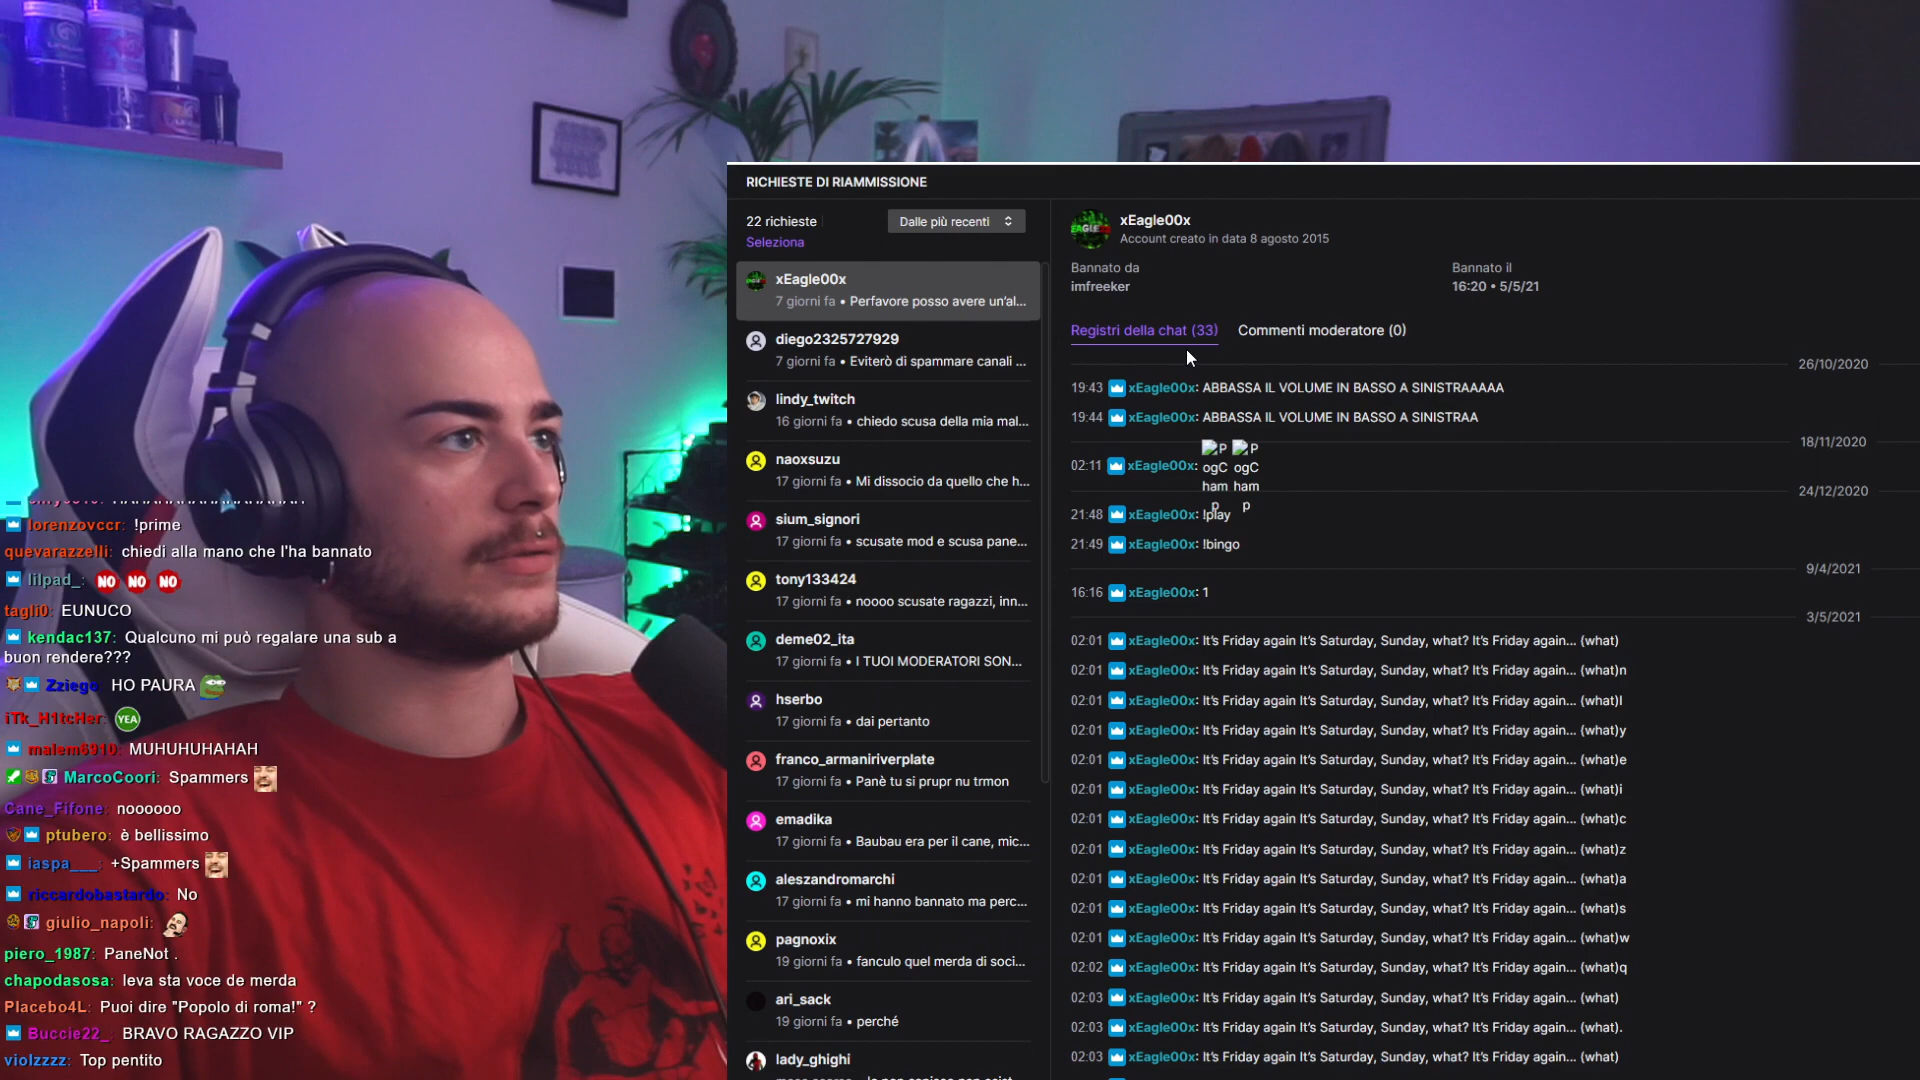 RICHIESTE DI RIAMMISSIONE
22 richieste
Dalle più recenti
Seleziona
xEagle00x
7 giorni fa • Perfavore posso avere un'al...
diego2325727929
7 giorni fa • Eviterò di spammare canali ...
lindy_twitch
16 giorni fa • chiedo scusa della mia mal...
naoxsuzu
17 giorni fa • Mi dissocio da quello che h...
sium_signori
17 giorni fa • scusate mod e scusa pane...
tony133424
17 giorni fa • noooo scusate ragazzi, inn...
deme02_ita
17 giorni fa • I TUOI MODERATORI SON...
hserbo
17 giorni fa • dai pertanto
franco_armaniriverplate
17 giorni fa • Panè tu si prupr nu trmon
emadika
17 giorni fa • Baubau era per il cane, mic...
aleszandromarchi
17 giorni fa • mi hanno bannato ma perc...
pagnoxix
19 giorni fa • fanculo quel merda di soci...
ari_sack
19 giorni fa • perché
lady_ghighi
xEagle00x
Account creato in data 8 agosto 2015
Bannato da
imfreeker
Bannato il
16:20 • 5/5/21
Registri della chat (33)
Commenti moderatore (0)
26/10/2020
19:43 xEagle00x: ABBASSA IL VOLUME IN BASSO A SINISTRAAAAA
19:44 xEagle00x: ABBASSA IL VOLUME IN BASSO A SINISTRAA
18/11/2020
02:11 xEagle00x: PogChamp PogChamp
24/12/2020
21:48 xEagle00x: !play
21:49 xEagle00x: !bingo
9/4/2021
16:16 xEagle00x: 1
3/5/2021
02:01 xEagle00x: It's Friday again It's Saturday, Sunday, what? It's Friday again... (what)
02:01 xEagle00x: It's Friday again It's Saturday, Sunday, what? It's Friday again... (what)n
02:01 xEagle00x: It's Friday again It's Saturday, Sunday, what? It's Friday again... (what)l
02:01 xEagle00x: It's Friday again It's Saturday, Sunday, what? It's Friday again... (what)y
02:01 xEagle00x: It's Friday again It's Saturday, Sunday, what? It's Friday again... (what)e
02:01 xEagle00x: It's Friday again It's Saturday, Sunday, what? It's Friday again... (what)i
02:01 xEagle00x: It's Friday again It's Saturday, Sunday, what? It's Friday again... (what)c
02:01 xEagle00x: It's Friday again It's Saturday, Sunday, what? It's Friday again... (what)z
02:01 xEagle00x: It's Friday again It's Saturday, Sunday, what? It's Friday again... (what)a
02:01 xEagle00x: It's Friday again It's Saturday, Sunday, what? It's Friday again... (what)s
02:01 xEagle00x: It's Friday again It's Saturday, Sunday, what? It's Friday again... (what)w
02:02 xEagle00x: It's Friday again It's Saturday, Sunday, what? It's Friday again... (what)q
02:03 xEagle00x: It's Friday again It's Saturday, Sunday, what? It's Friday again... (what)
02:03 xEagle00x: It's Friday again It's Saturday, Sunday, what? It's Friday again... (what).
02:03 xEagle00x: It's Friday again It's Saturday, Sunday, what? It's Friday again... (what)
lorenzovccr: !prime
quevarazzelli: chiedi alla mano che l'ha bannato
lilpad_: NO NO NO
tagli0: EUNUCO
kendac137: Qualcuno mi può regalare una sub a
buon rendere???
Zziego: HO PAURA
iTk_H1tcHer: YEA
malem6910: MUHUHUHAHAH
MarcoCoori: Spammers
Cane_Fifone: noooooo
ptubero: è bellissimo
iaspa___: +Spammers
riccardobastardo: No
giulio_napoli:
piero_1987: PaneNot .
chapodasosa: leva sta voce de merda
Placebo4L: Puoi dire "Popolo di roma!" ?
Buccie22_: BRAVO RAGAZZO VIP
violzzzz: Top pentito